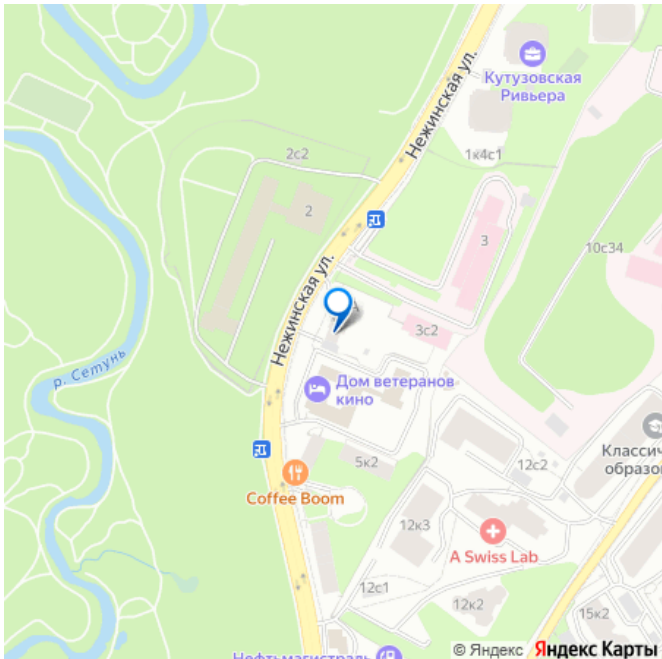 Кутузовская
Ривьера
Нежинская ул.
1к4с1
2с2
2
3
10с34
Нежинская ул.
3с2
р. Сетунь
Дом ветеранов
кино
Классич
образо
5к2
12с2
Coffee Boom
12к3
A Swiss Lab
12с1
12к2
15к2
Нефтьмагистраль
© Яндекс Яндекс Карты